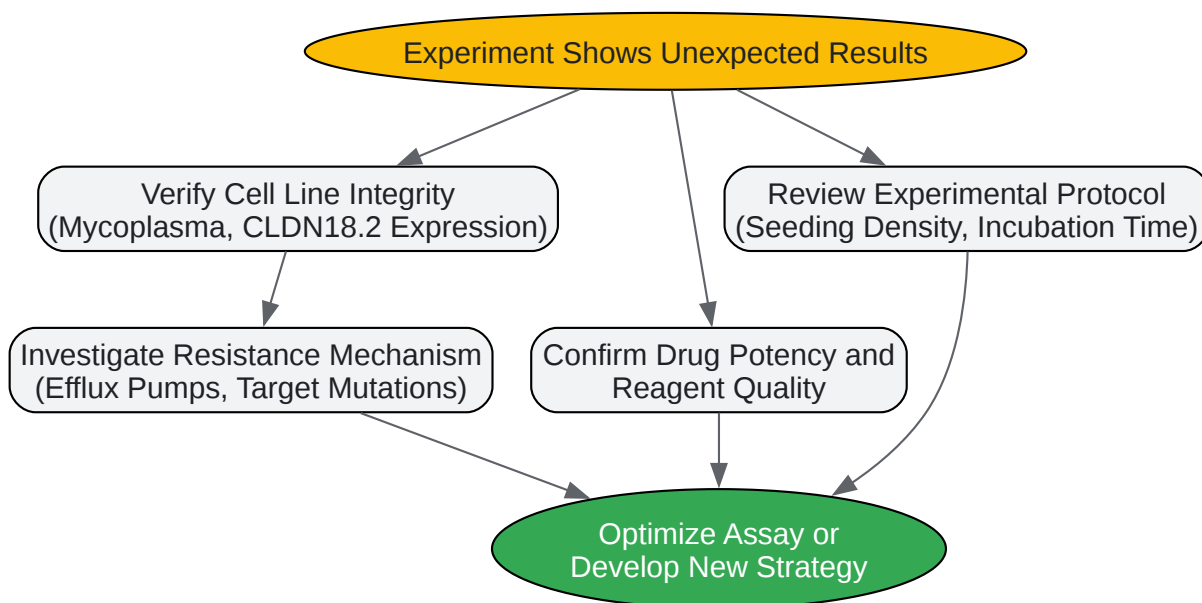 Experiment Shows Unexpected Results
Verify Cell Line Integrity
(Mycoplasma, CLDN18.2 Expression)
Review Experimental Protocol
(Seeding Density, Incubation Time)
Investigate Resistance Mechanism
(Efflux Pumps, Target Mutations)
Confirm Drug Potency and
Reagent Quality
Optimize Assay or
Develop New Strategy